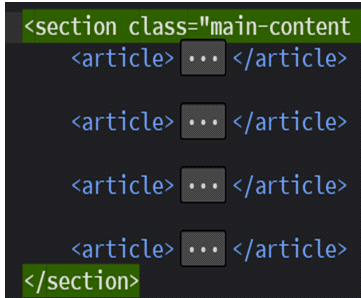 <section class="main-content
<article> ••• </article>
<article> ••• </article>
<article> ••• </article>
<article> ••• </article>
</section>